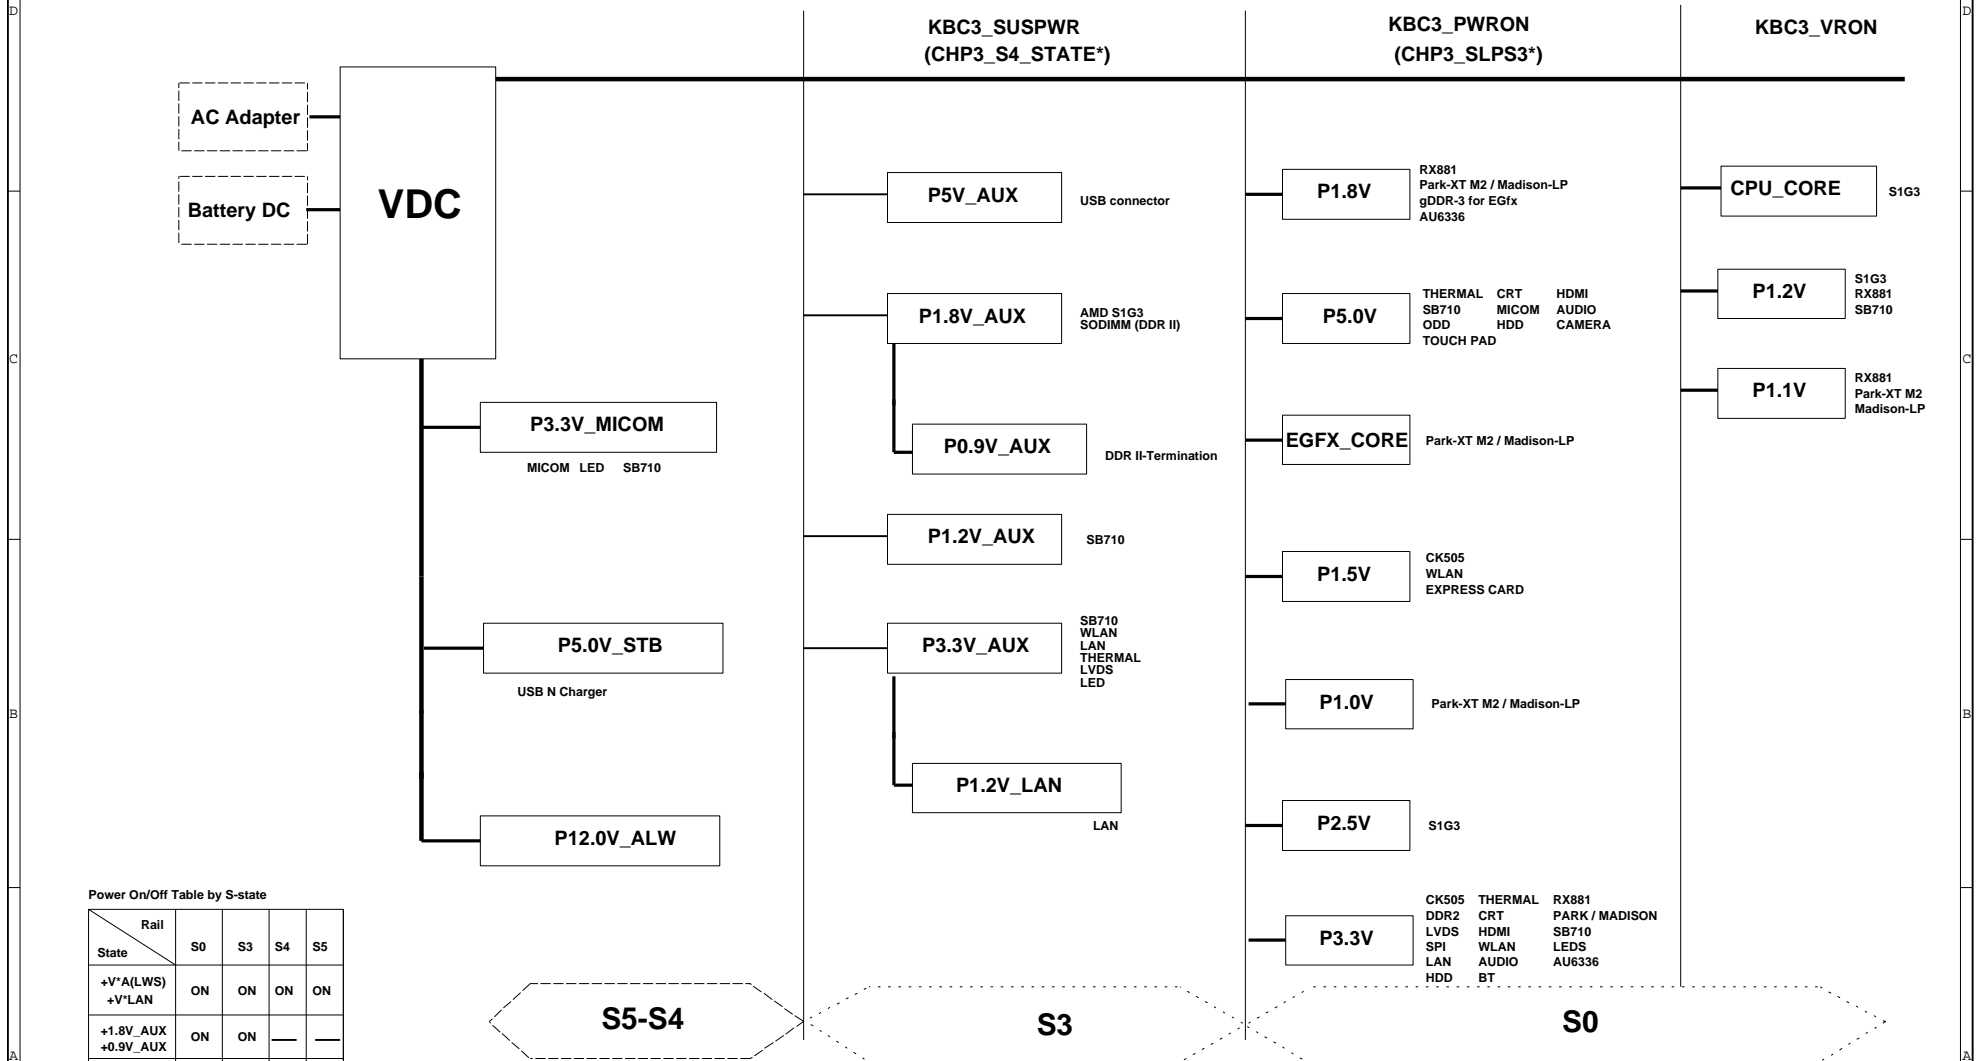 D
D
KBC3_SUSPWR
(CHP3_S4_STATE*)
KBC3_PWRON
(CHP3_SLPS3*)
KBC3_VRON
AC Adapter
Battery DC
VDC
P3.3V_MICOM
MICOM LED SB710
P5.0V_STB
USB N Charger
P12.0V_ALW
P5V_AUX
USB connector
P1.8V_AUX
AMD S1G3
SODIMM (DDR II)
P0.9V_AUX
DDR II-Termination
P1.2V_AUX
SB710
P3.3V_AUX
SB710
WLAN
LAN
THERMAL
LVDS
LED
P1.2V_LAN
LAN
P1.8V
RX881
Park-XT M2 / Madison-LP
gDDR-3 for EGfx
AU6336
P5.0V
THERMAL CRT HDMI
SB710 MICOM AUDIO
ODD HDD CAMERA
TOUCH PAD
EGFX_CORE
Park-XT M2 / Madison-LP
P1.5V
CK505
WLAN
EXPRESS CARD
P1.0V
Park-XT M2 / Madison-LP
P2.5V
S1G3
P3.3V
CK505 THERMAL RX881
DDR2 CRT PARK / MADISON
LVDS HDMI SB710
SPI WLAN LEDS
LAN AUDIO AU6336
HDD BT
CPU_CORE
S1G3
P1.2V
S1G3
RX881
SB710
P1.1V
RX881
Park-XT M2
Madison-LP
C
C
B
B
Power On/Off Table by S-state
Rail
State
S0 S3 S4 S5
+V*A(LWS)
+V*LAN
ON ON ON ON
+1.8V_AUX
+0.9V_AUX
ON ON
S5-S4
S3
S0
A
A